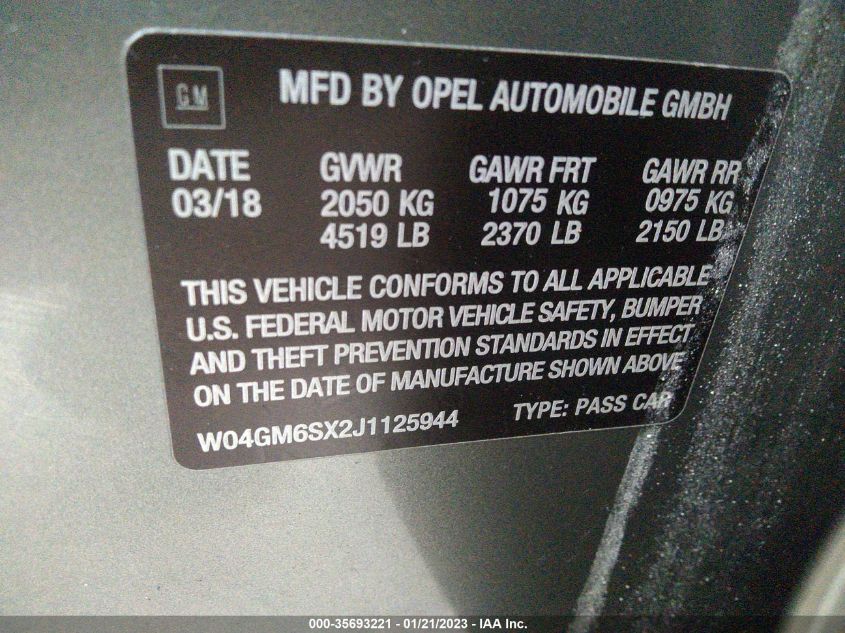 GM
MFD BY OPEL AUTOMOBILE GMBH
DATE GVWR GAWR FRT GAWR RR
03/18 2050 KG 1075 KG 0975 KG
4519 LB 2370 LB 2150 LB
THIS VEHICLE CONFORMS TO ALL APPLICABLE
U.S. FEDERAL MOTOR VEHICLE SAFETY, BUMPER
AND THEFT PREVENTION STANDARDS IN EFFECT
ON THE DATE OF MANUFACTURE SHOWN ABOVE
W04GM6SX2J1125944 TYPE: PASS CAR
000-35693221 - 01/21/2023 - IAA Inc.